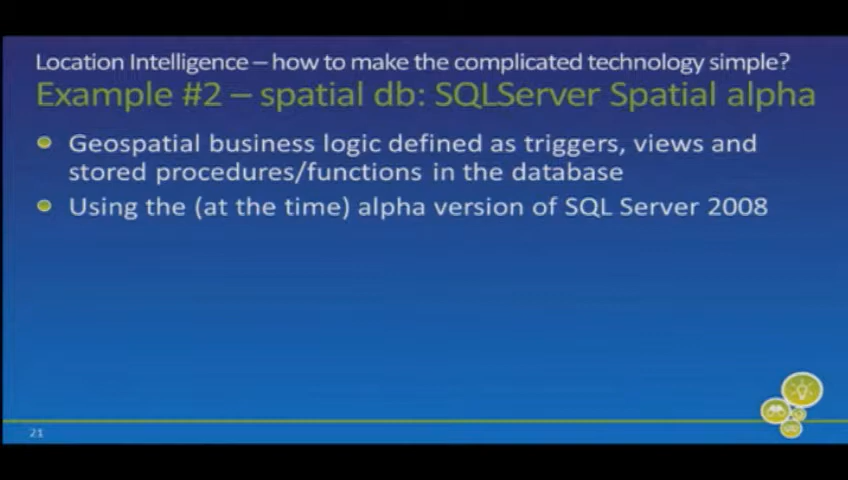 Location Intelligence – how to make the complicated technology simple?
Example #2 – spatial db: SQLServer Spatial alpha
Geospatial business logic defined as triggers, views and
stored procedures/functions in the database
Using the (at the time) alpha version of SQL Server 2008
21